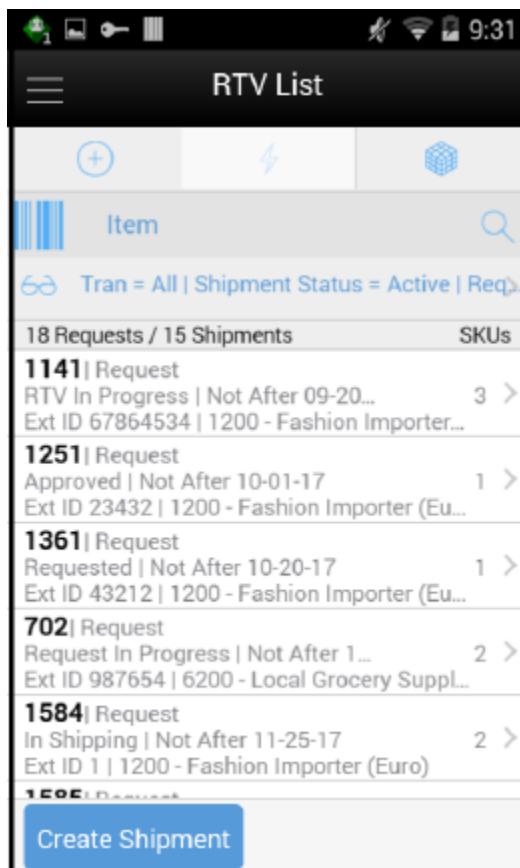 1
9:31
RTV List
Item
Tran = All | Shipment Status = Active | Req
18 Requests / 15 Shipments SKUs
1141| Request
RTV In Progress | Not After 09-20... 3
Ext ID 67864534 | 1200 - Fashion Importer...
1251| Request
Approved | Not After 10-01-17 1
Ext ID 23432 | 1200 - Fashion Importer (Eu...
1361| Request
Requested | Not After 10-20-17 1
Ext ID 43212 | 1200 - Fashion Importer (Eu...
702| Request
Request In Progress | Not After 1... 2
Ext ID 987654 | 6200 - Local Grocery Suppl...
1584| Request
In Shipping | Not After 11-25-17 2
Ext ID 1 | 1200 - Fashion Importer (Euro)
1585| Request
Create Shipment